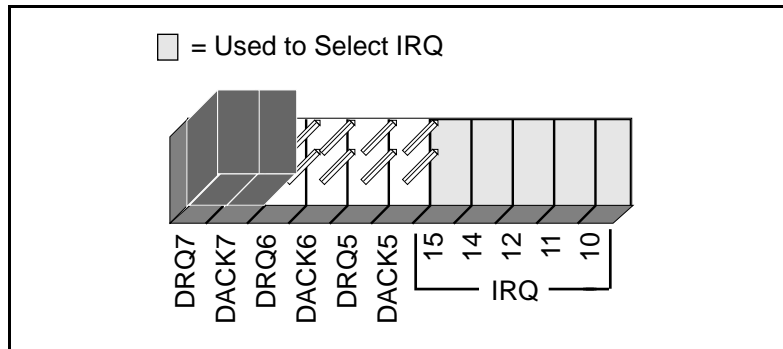 = Used to Select IRQ
DRQ7
DACK7
DRQ6
DACK6
DRQ5
DACK5
15
14
12
11
10
IRQ